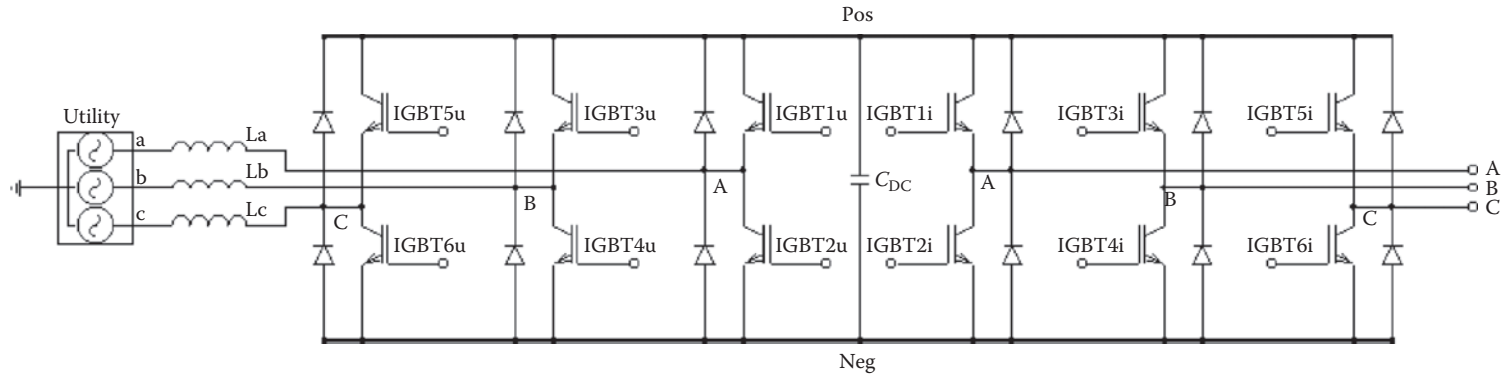 Pos
IGBT5u IGBT3u IGBT1u IGBT1i IGBT3i IGBT5i
Utility
a La
b Lb
c Lc
C B A C_DC A B C
A
B
C
IGBT6u IGBT4u IGBT2u IGBT2i IGBT4i IGBT6i
Neg